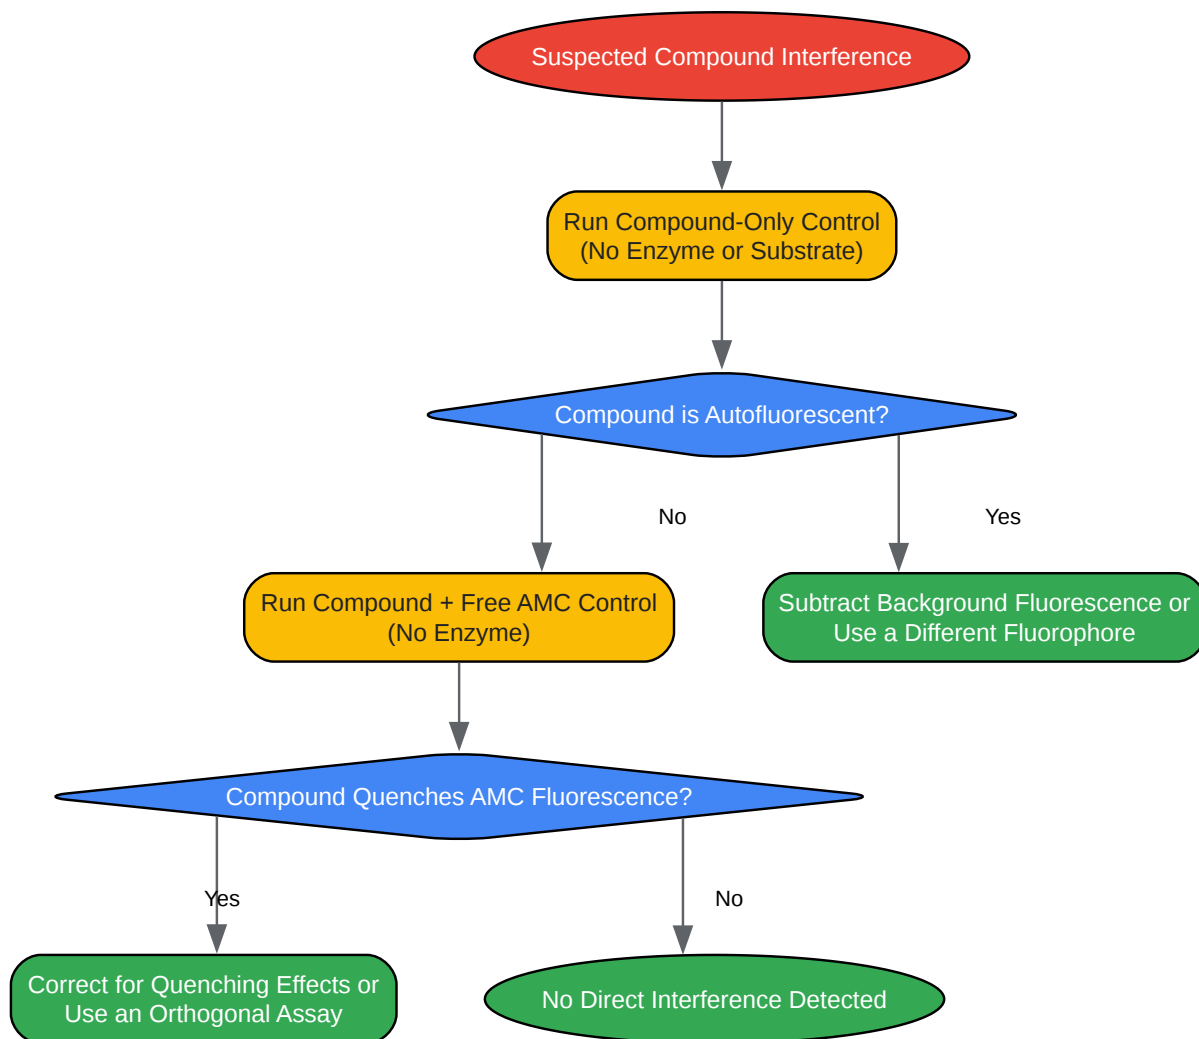 Suspected Compound Interference
Run Compound-Only Control
(No Enzyme or Substrate)
Compound is Autofluorescent?
No
Yes
Run Compound + Free AMC Control
(No Enzyme)
Subtract Background Fluorescence or
Use a Different Fluorophore
Compound Quenches AMC Fluorescence?
Yes
No
Correct for Quenching Effects or
Use an Orthogonal Assay
No Direct Interference Detected